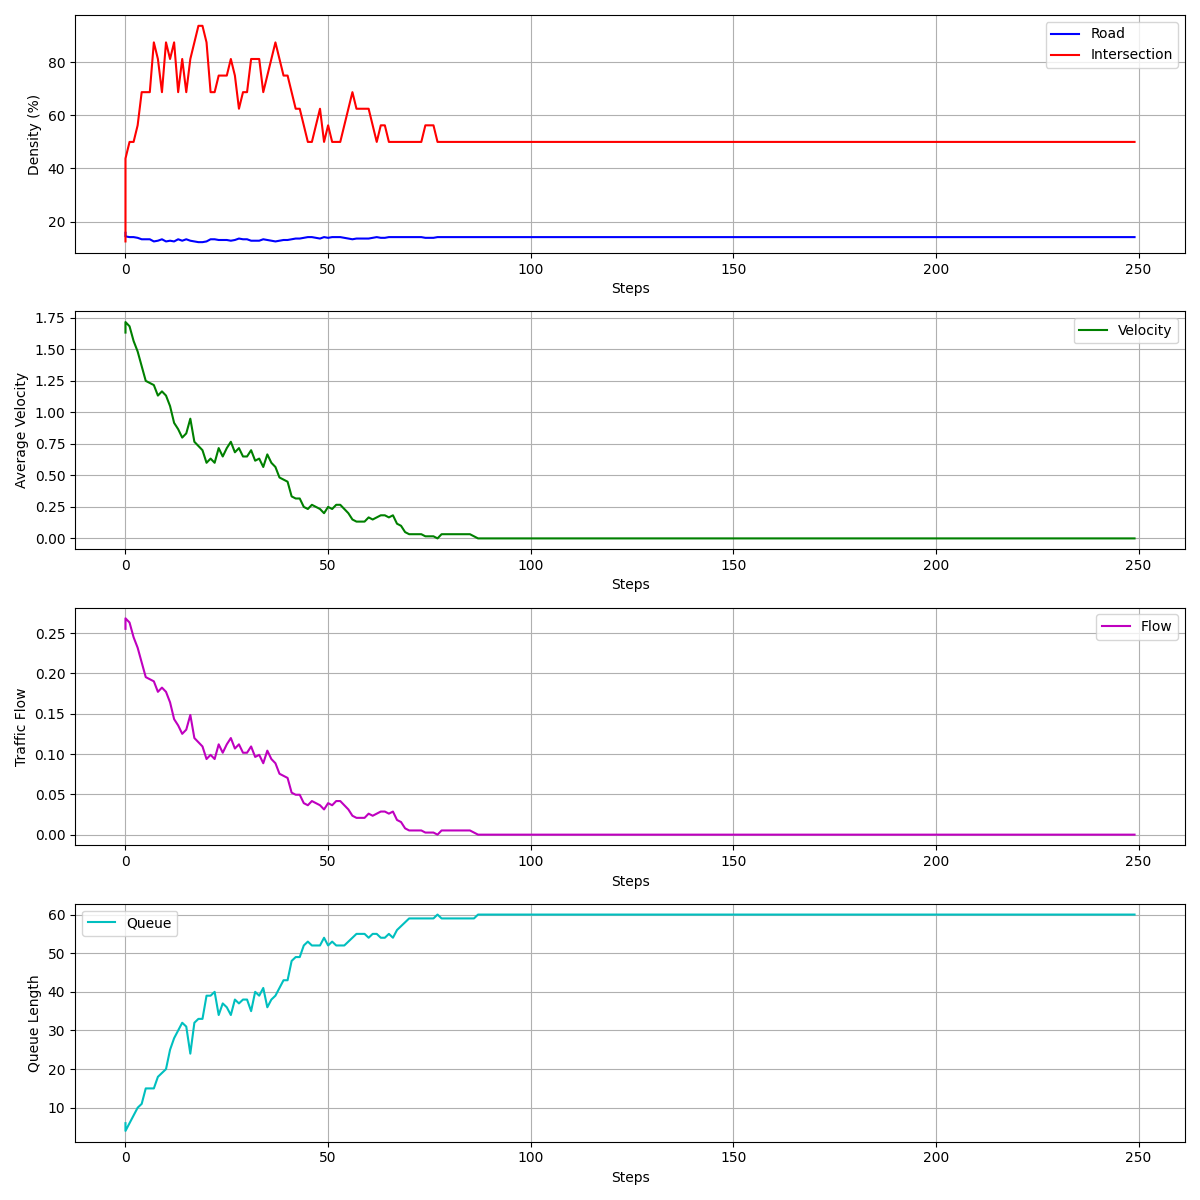 Density (%)
80
60
40
20
Road
Intersection
0 50 100 150 200 250
Steps
Average Velocity
1.75
1.50
1.25
1.00
0.75
0.50
0.25
0.00
Velocity
0 50 100 150 200 250
Steps
Traffic Flow
0.25
0.20
0.15
0.10
0.05
0.00
Flow
0 50 100 150 200 250
Steps
Queue Length
60
50
40
30
20
10
Queue
0 50 100 150 200 250
Steps